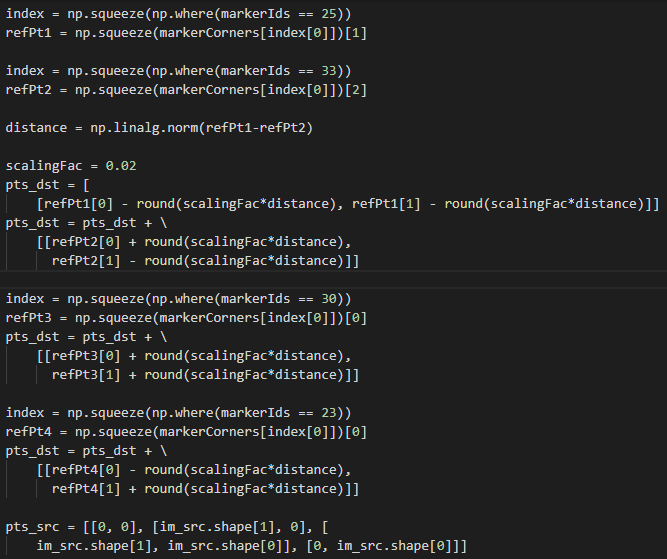 index = np.squeeze(np.where(markerIds == 25))
refPt1 = np.squeeze(markerCorners[index[0]])[1]

index = np.squeeze(np.where(markerIds == 33))
refPt2 = np.squeeze(markerCorners[index[0]])[2]

distance = np.linalg.norm(refPt1-refPt2)

scalingFac = 0.02
pts_dst = [
    [refPt1[0] - round(scalingFac*distance), refPt1[1] - round(scalingFac*distance)]]
pts_dst = pts_dst + \
    [[refPt2[0] + round(scalingFac*distance),
      refPt2[1] - round(scalingFac*distance)]]

index = np.squeeze(np.where(markerIds == 30))
refPt3 = np.squeeze(markerCorners[index[0]])[0]
pts_dst = pts_dst + \
    [[refPt3[0] + round(scalingFac*distance),
      refPt3[1] + round(scalingFac*distance)]]

index = np.squeeze(np.where(markerIds == 23))
refPt4 = np.squeeze(markerCorners[index[0]])[0]
pts_dst = pts_dst + \
    [[refPt4[0] - round(scalingFac*distance),
      refPt4[1] + round(scalingFac*distance)]]

pts_src = [[0, 0], [im_src.shape[1], 0], [
    im_src.shape[1], im_src.shape[0]], [0, im_src.shape[0]]]